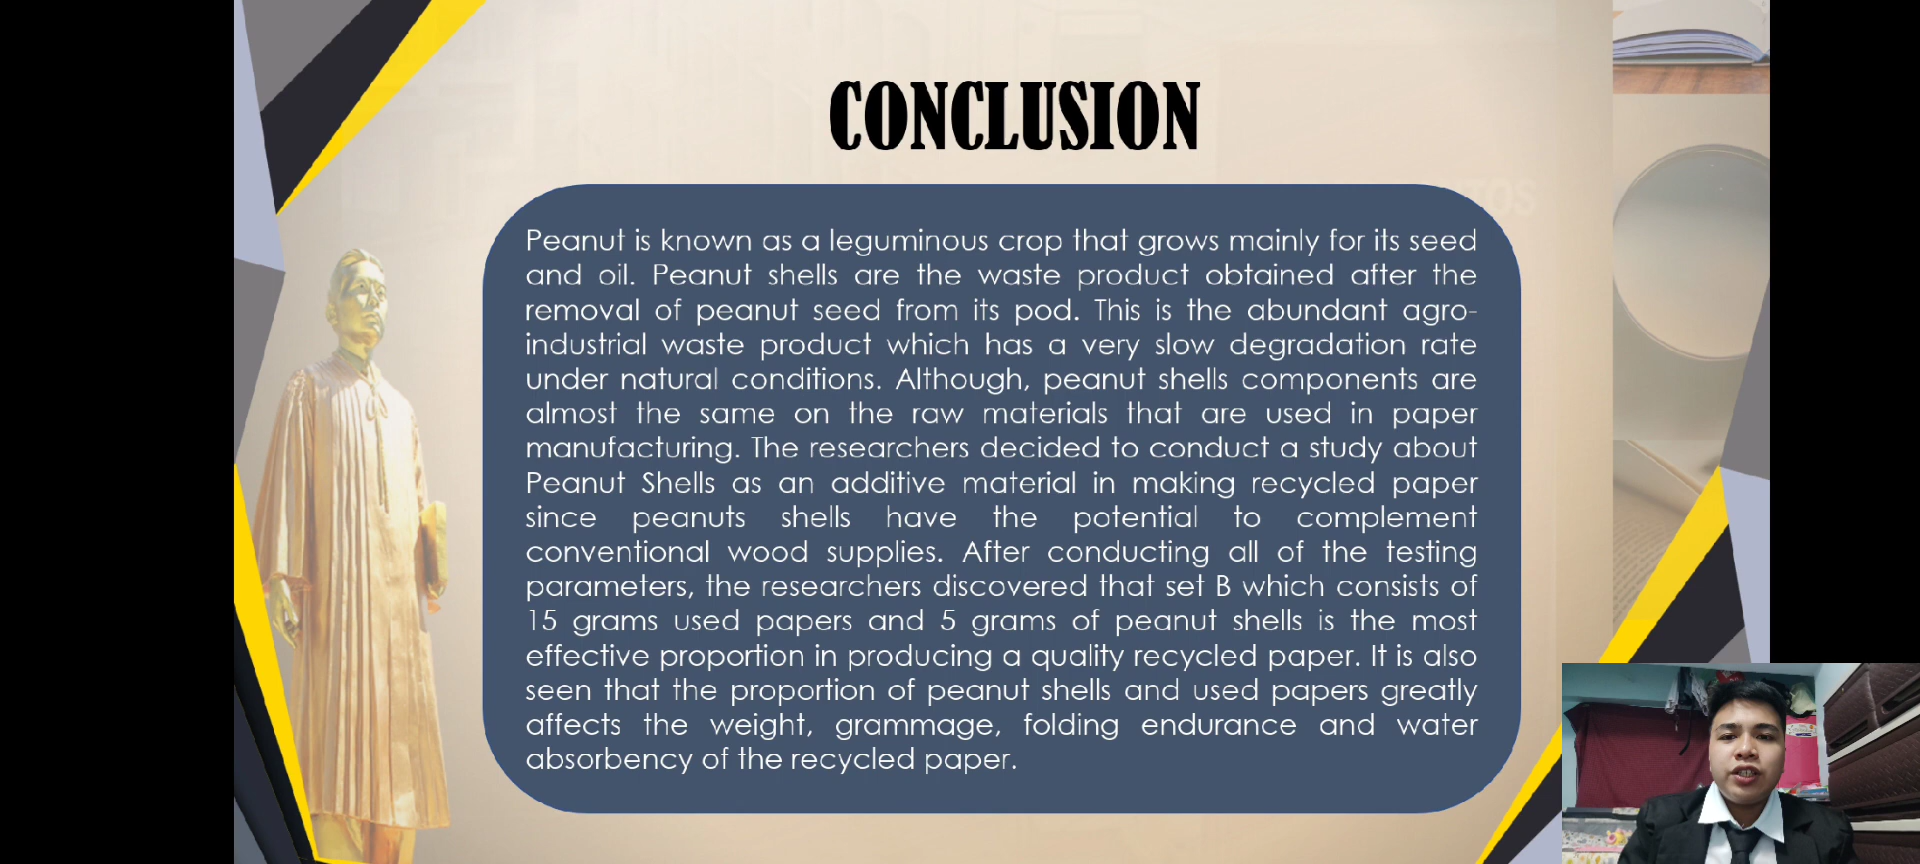 CONCLUSION
Peanut is known as a leguminous crop that grows mainly for its seed
and oil. Peanut shells are the waste product obtained after the
removal of peanut seed from its pod. This is the abundant agro-
industrial waste product which has a very slow degradation rate
under natural conditions. Although, peanut shells components are
almost the same on the raw materials that are used in paper
manufacturing. The researchers decided to conduct a study about
Peanut Shells as an additive material in making recycled paper
since peanuts shells have the potential to complement
conventional wood supplies. After conducting all of the testing
parameters, the researchers discovered that set B which consists of
15 grams used papers and 5 grams of peanut shells is the most
effective proportion in producing a quality recycled paper. It is also
seen that the proportion of peanut shells and used papers greatly
affects the weight, grammage, folding endurance and water
absorbency of the recycled paper.